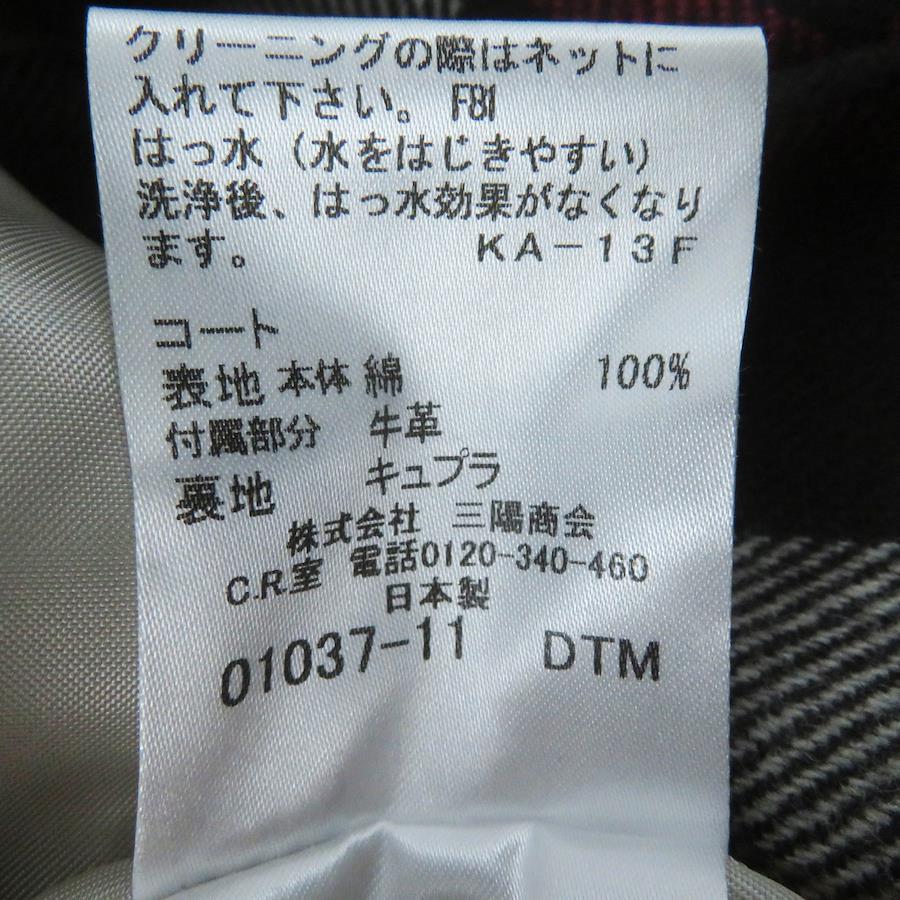 クリーニングの際はネットに
入れて下さい。 F8I
はっ水（水をはじきやすい）
洗浄後、はっ水効果がなくなり
ます。 KA-13F
コート
表地 本体 綿 100%
付属部分 牛革
裏地 キュプラ
株式会社 三陽商会
C.R室 電話0120-340-460
日本製
01037-11 DTM